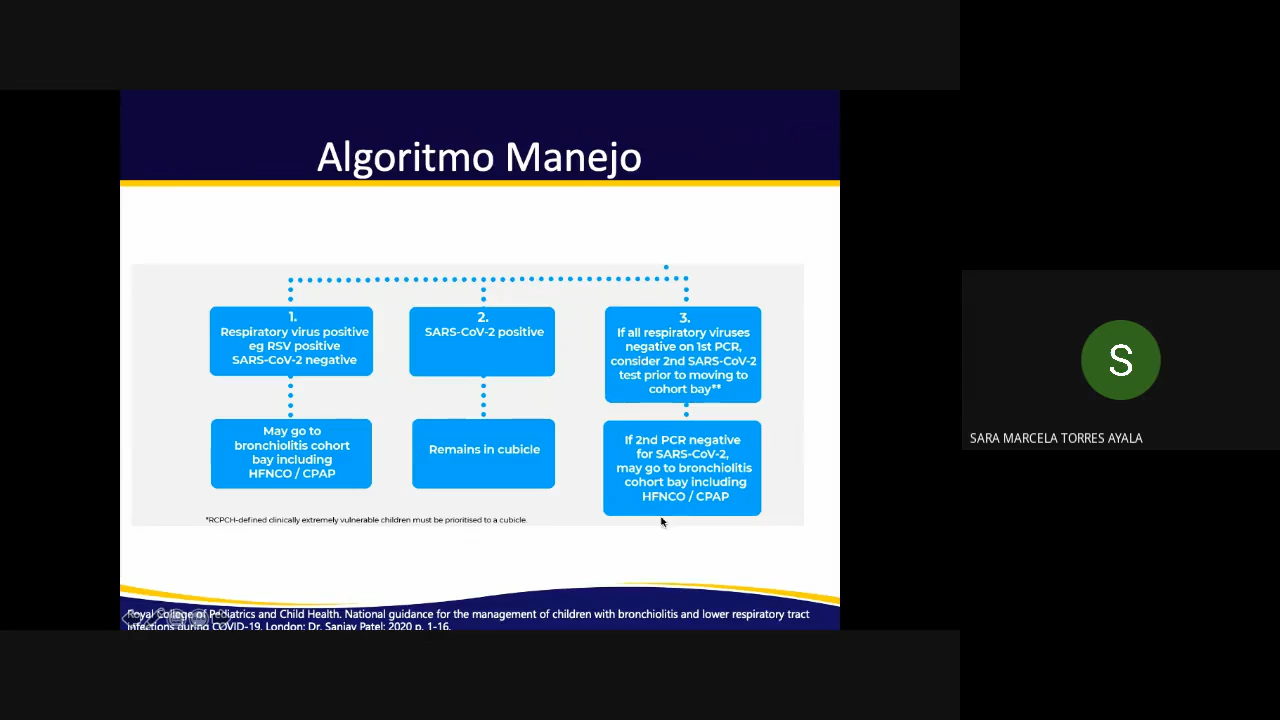 Algoritmo Manejo
1.
Respiratory virus positive
eg RSV positive
SARS-CoV-2 negative
May go to
bronchiolitis cohort
bay including
HFNCO / CPAP
2.
SARS-CoV-2 positive
Remains in cubicle
3.
If all respiratory viruses
negative on 1st PCR,
consider 2nd SARS-CoV-2
test prior to moving to
cohort bay**
If 2nd PCR negative
for SARS-CoV-2,
may go to bronchiolitis
cohort bay including
HFNCO / CPAP
*RCPCH-defined clinically extremely vulnerable children must be prioritised to a cubicle.
Royal College of Pediatrics and Child Health. National guidance for the management of children with bronchiolitis and lower respiratory tract
infections during COVID-19. London: Dr. Sanjay Patel; 2020 p. 1-16.
S
SARA MARCELA TORRES AYALA